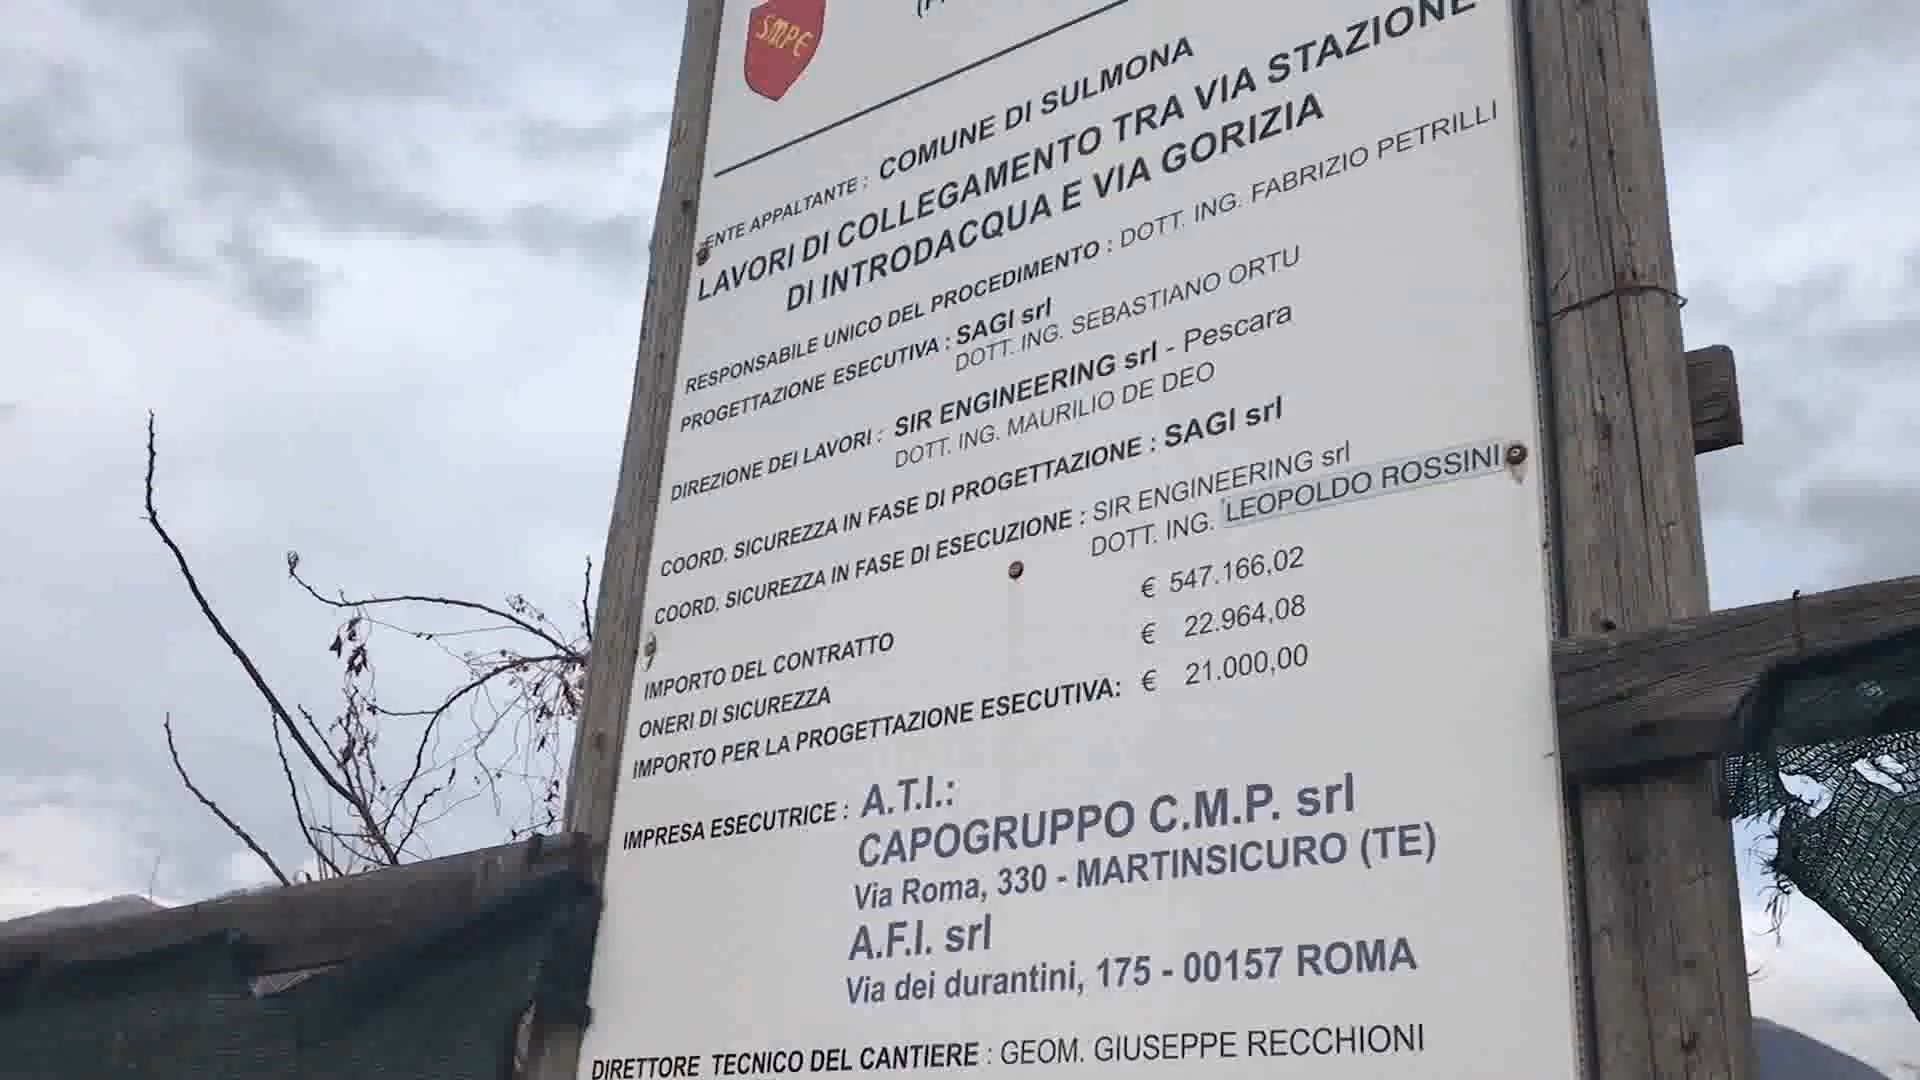 SMPE
ENTE APPALTANTE : COMUNE DI SULMONA
LAVORI DI COLLEGAMENTO TRA VIA STAZIONE
DI INTRODACQUA E VIA GORIZIA
RESPONSABILE UNICO DEL PROCEDIMENTO : DOTT. ING. FABRIZIO PETRILLI
PROGETTAZIONE ESECUTIVA : SAGI srl
DOTT. ING. SEBASTIANO ORTU
DIREZIONE DEI LAVORI : SIR ENGINEERING srl - Pescara
DOTT. ING. MAURILIO DE DEO
COORD. SICUREZZA IN FASE DI PROGETTAZIONE : SAGI srl
COORD. SICUREZZA IN FASE DI ESECUZIONE : SIR ENGINEERING srl
DOTT. ING. LEOPOLDO ROSSINI
IMPORTO DEL CONTRATTO € 547.166,02
ONERI DI SICUREZZA € 22.964,08
IMPORTO PER LA PROGETTAZIONE ESECUTIVA: € 21.000,00
IMPRESA ESECUTRICE : A.T.I.:
CAPOGRUPPO C.M.P. srl
Via Roma, 330 - MARTINSICURO (TE)
A.F.I. srl
Via dei durantini, 175 - 00157 ROMA
DIRETTORE TECNICO DEL CANTIERE : GEOM. GIUSEPPE RECCHIONI